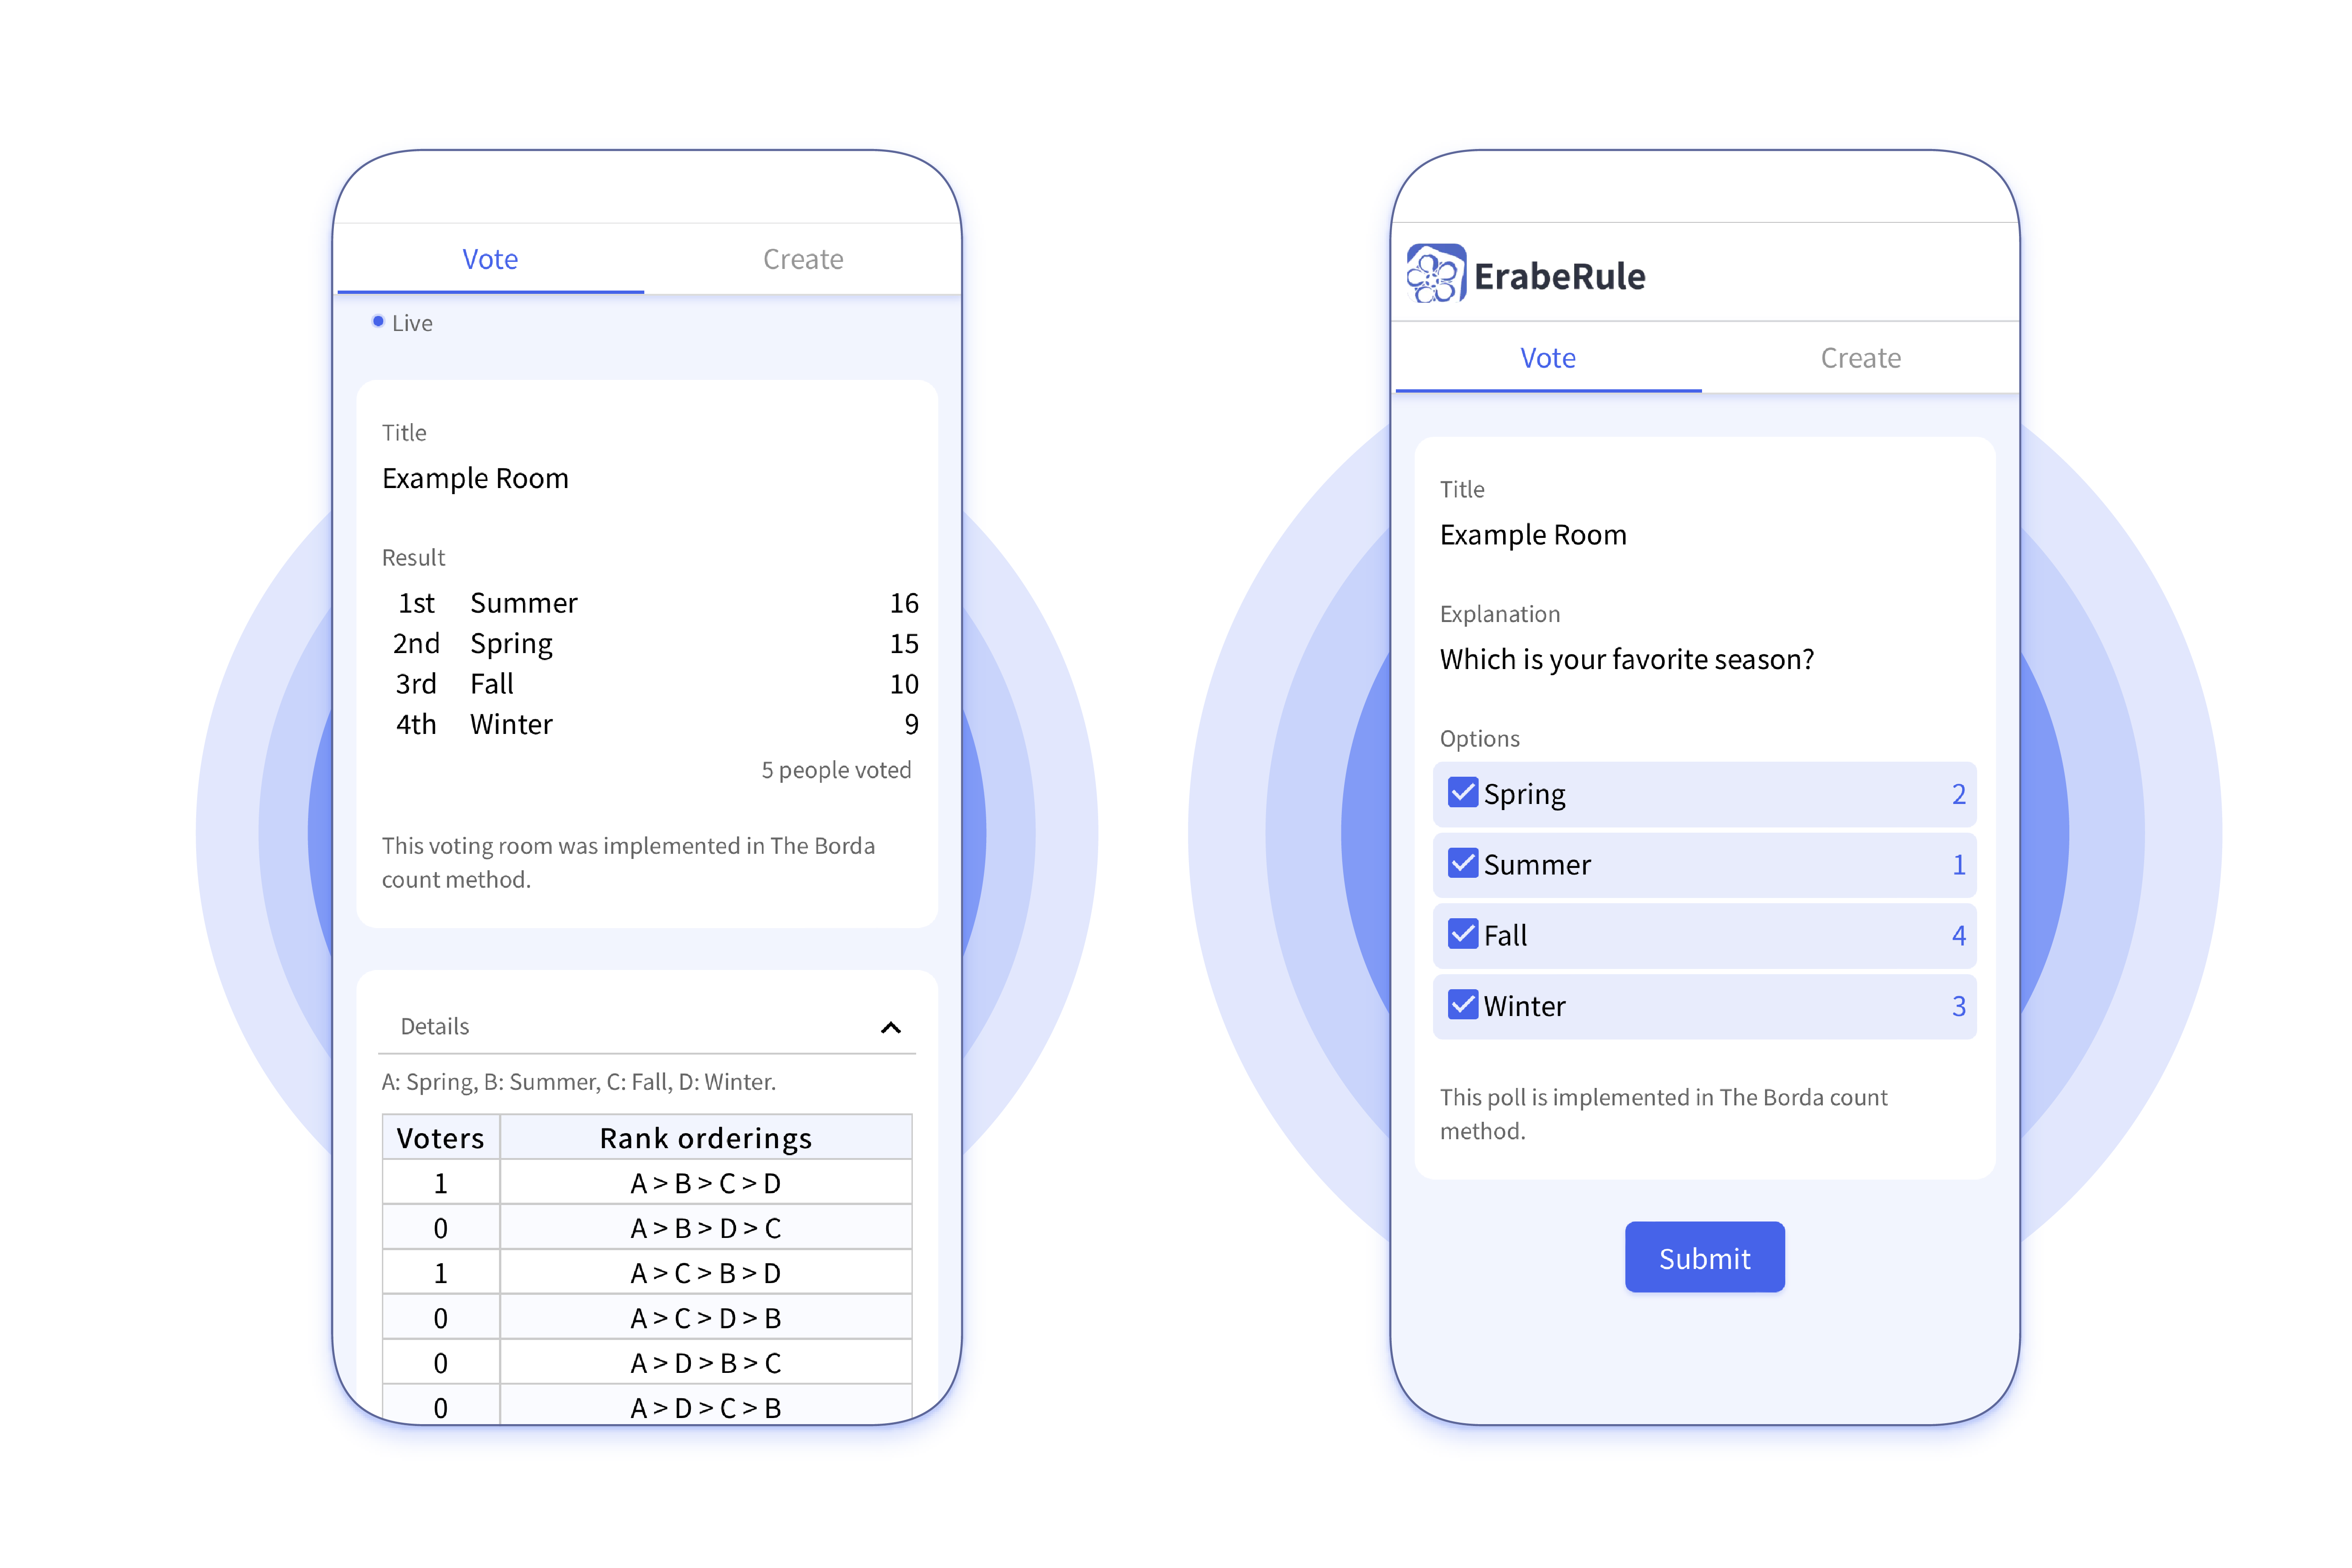 Vote Create
Live
Title
Example Room
Result
1st Summer 16
2nd Spring 15
3rd Fall 10
4th Winter 9
5 people voted
This voting room was implemented in The Borda
count method.
Details
A: Spring, B: Summer, C: Fall, D: Winter.
Voters Rank orderings
1 A > B > C > D
0 A > B > D > C
1 A > C > B > D
0 A > C > D > B
0 A > D > B > C
0 A > D > C > B
ErabeRule
Vote Create
Title
Example Room
Explanation
Which is your favorite season?
Options
Spring 2
Summer 1
Fall 4
Winter 3
This poll is implemented in The Borda count
method.
Submit